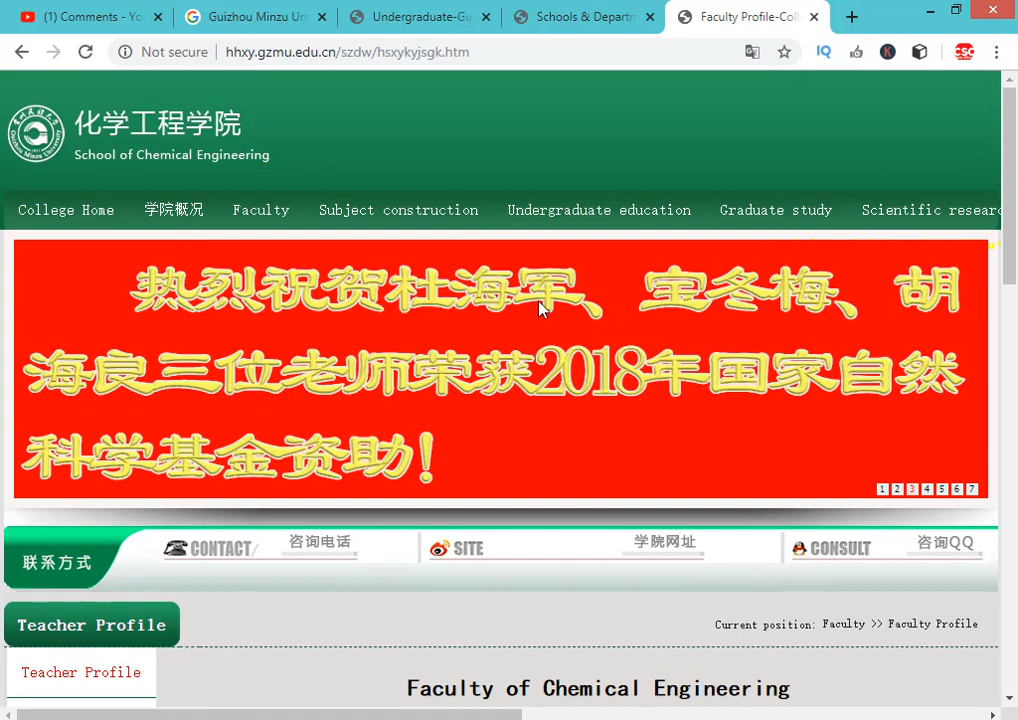 (1) Comments - Yo
Guizhou Minzu Un
Undergraduate-Gu
Schools & Departm
Faculty Profile-Coll
Not secure
hhxy.gzmu.edu.cn/szdw/hsxykyjsgk.htm
IQ
K
CSC
化学工程学院
School of Chemical Engineering
College Home
学院概况
Faculty
Subject construction
Undergraduate education
Graduate study
Scientific researc
热烈祝贺杜海军、宝冬梅、胡
海良三位老师荣获2018年国家自然
科学基金资助！
1 2 3 4 5 6 7
联系方式
CONTACT/
咨询电话
SITE
学院网址
CONSULT
咨询QQ
Teacher Profile
Current position: Faculty >> Faculty Profile
Teacher Profile
Faculty of Chemical Engineering